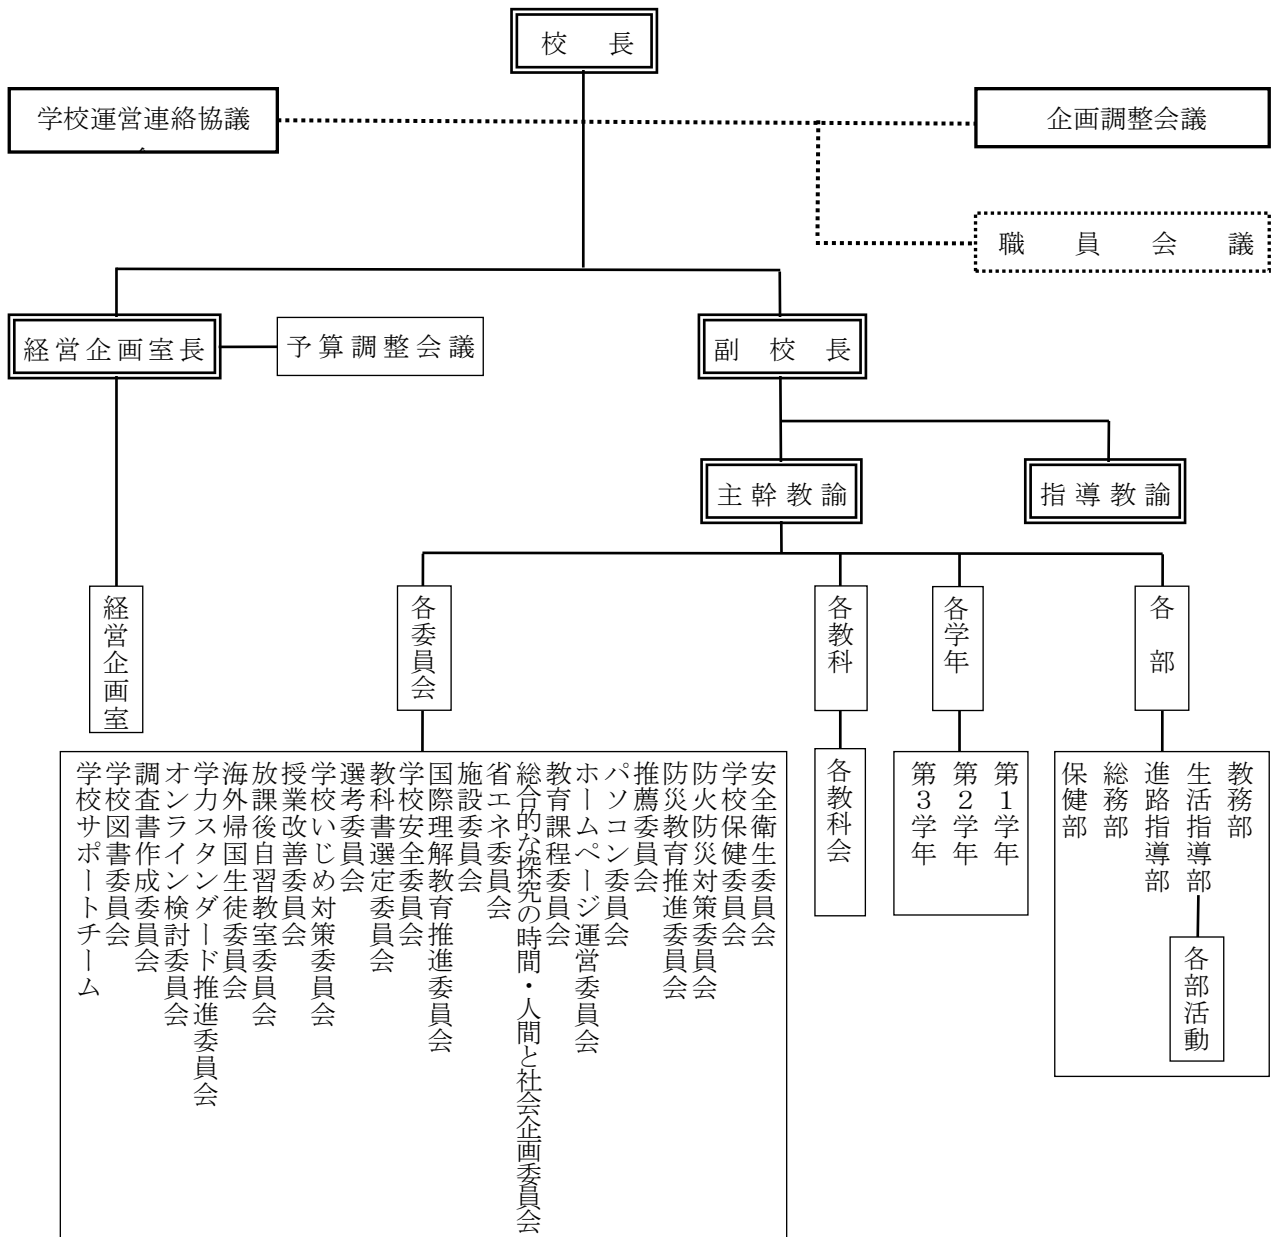 校長
学校運営連絡協議
企画調整会議
職員会議
経営企画室長
予算調整会議
副校長
主幹教諭
指導教諭
経営企画室
各委員会
各教科
各学年
各部
安全衛生委員会
学校保健委員会
防火防災対策委員会
防災教育推進委員会
推薦委員会
パソコン委員会
ホームページ運営委員会
教育課程委員会
総合的な探究の時間・人間と社会企画委員会
省エネ委員会
施設委員会
国際理解教育推進委員会
学校安全委員会
教科書選定委員会
選考委員会
学校いじめ対策委員会
授業改善委員会
放課後自習教室委員会
海外帰国生徒委員会
学力スタンダード推進委員会
オンライン検討委員会
調査書作成委員会
学校図書委員会
学校サポートチーム
各教科会
第1学年
第2学年
第3学年
教務部
生活指導部
進路指導部
総務部
保健部
各部活動